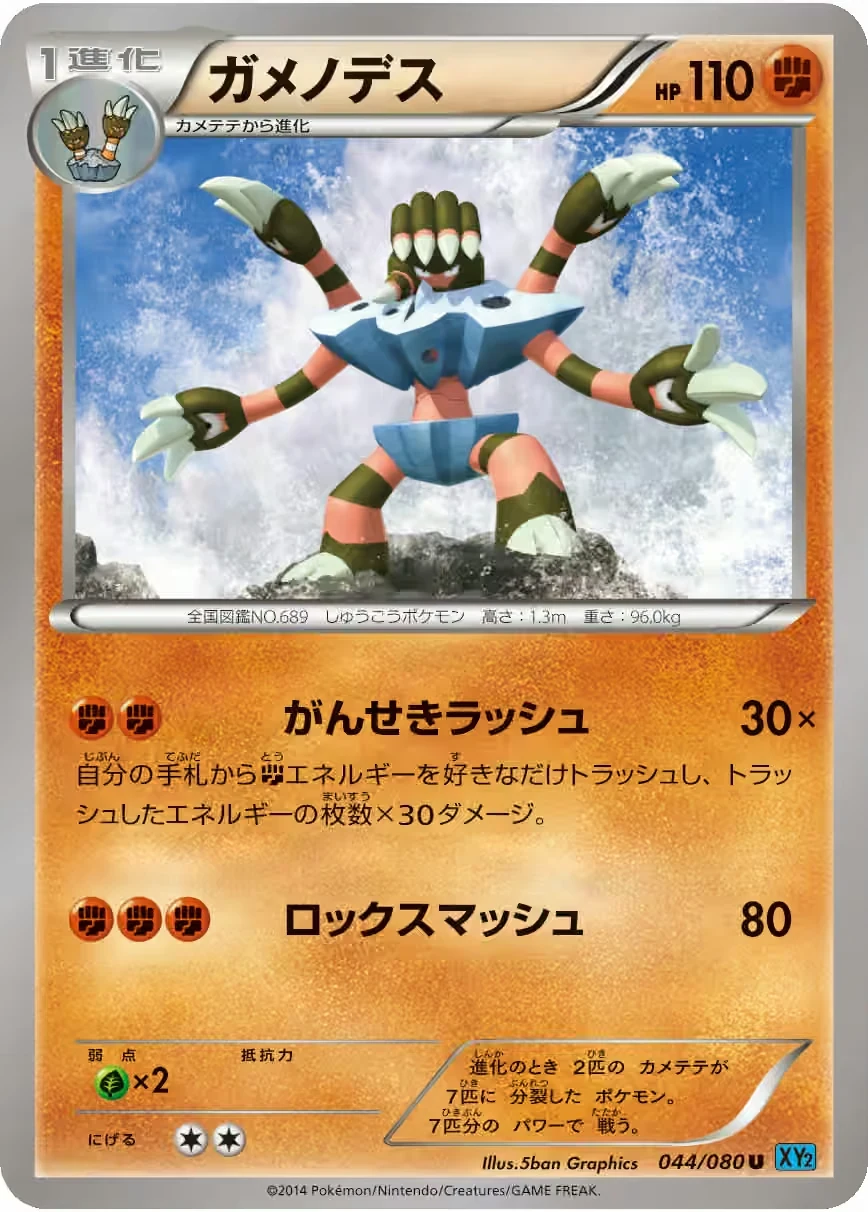 1進化
ガメノデス
HP 110
カメテテから進化
全国図鑑NO.689 しゅうごうポケモン 高さ：1.3m 重さ：96.0kg
がんせきラッシュ 30×
自分の手札からエネルギーを好きなだけトラッシュし、トラッ
シュしたエネルギーの枚数×30ダメージ。
ロックスマッシュ 80
弱点 抵抗力
×2
にげる
進化のとき 2匹の カメテテが
7匹に 分裂した ポケモン。
7匹分の パワーで 戦う。
Illus.5ban Graphics 044/080 U XY2
©2014 Pokémon/Nintendo/Creatures/GAME FREAK.